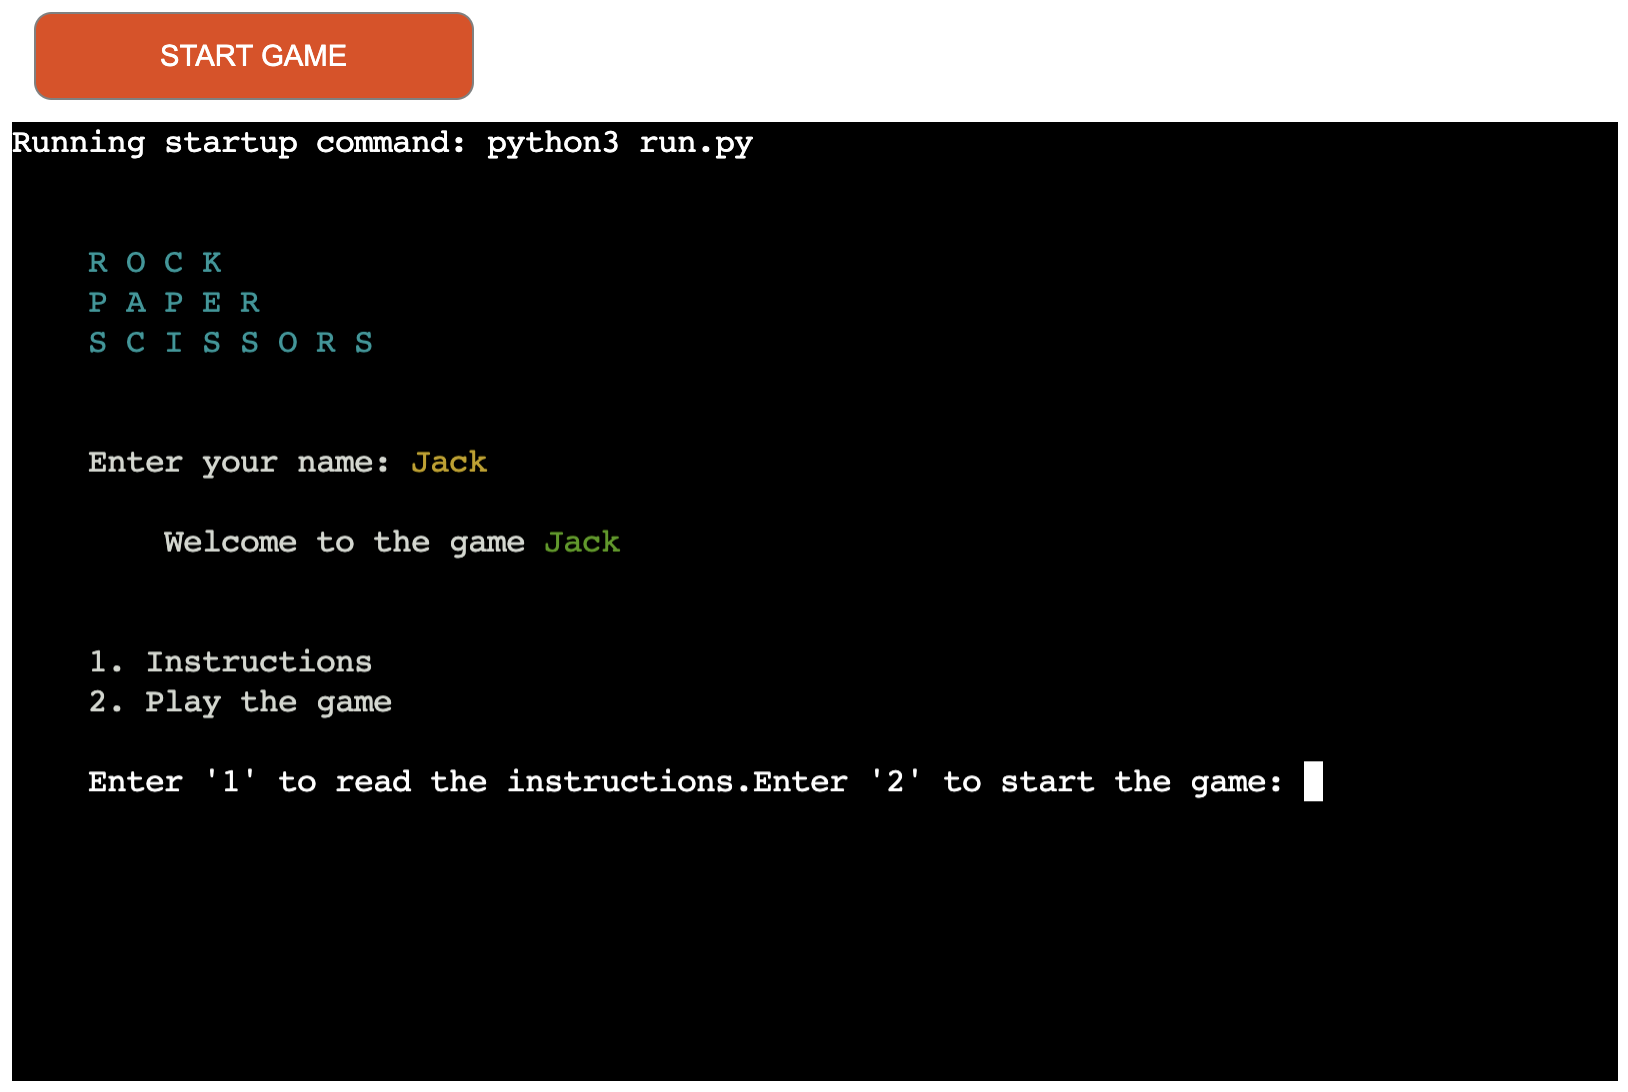 START GAME
Running startup command: python3 run.py
R O C K
P A P E R
S C I S S O R S
Enter your name: Jack
Welcome to the game Jack
1. Instructions
2. Play the game
Enter '1' to read the instructions.Enter '2' to start the game: